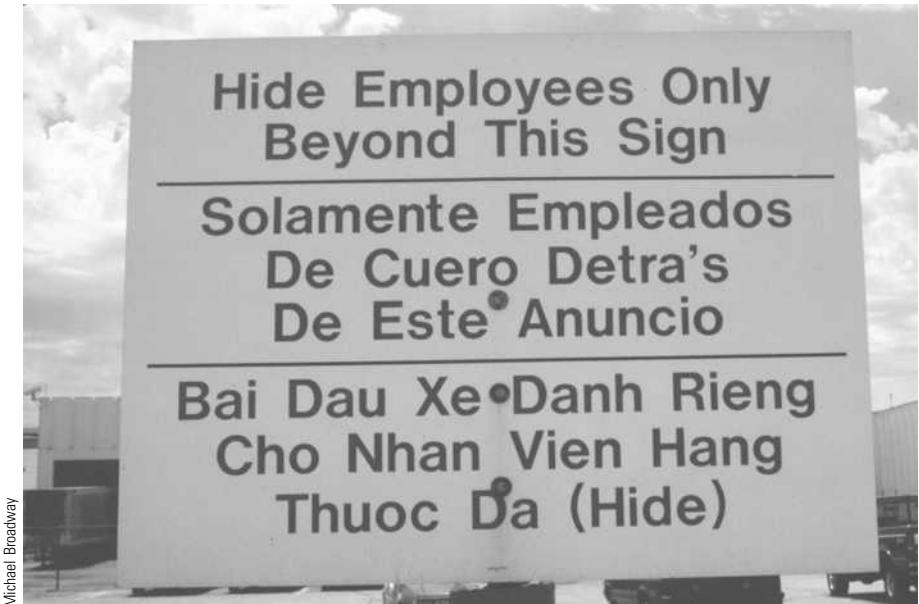 Hide Employees Only
Beyond This Sign
Solamente Empleados
De Cuero Detra's
De Este Anuncio
Bai Dau Xe Danh Rieng
Cho Nhan Vien Hang
Thuoc Da (Hide)
Michael Broadway